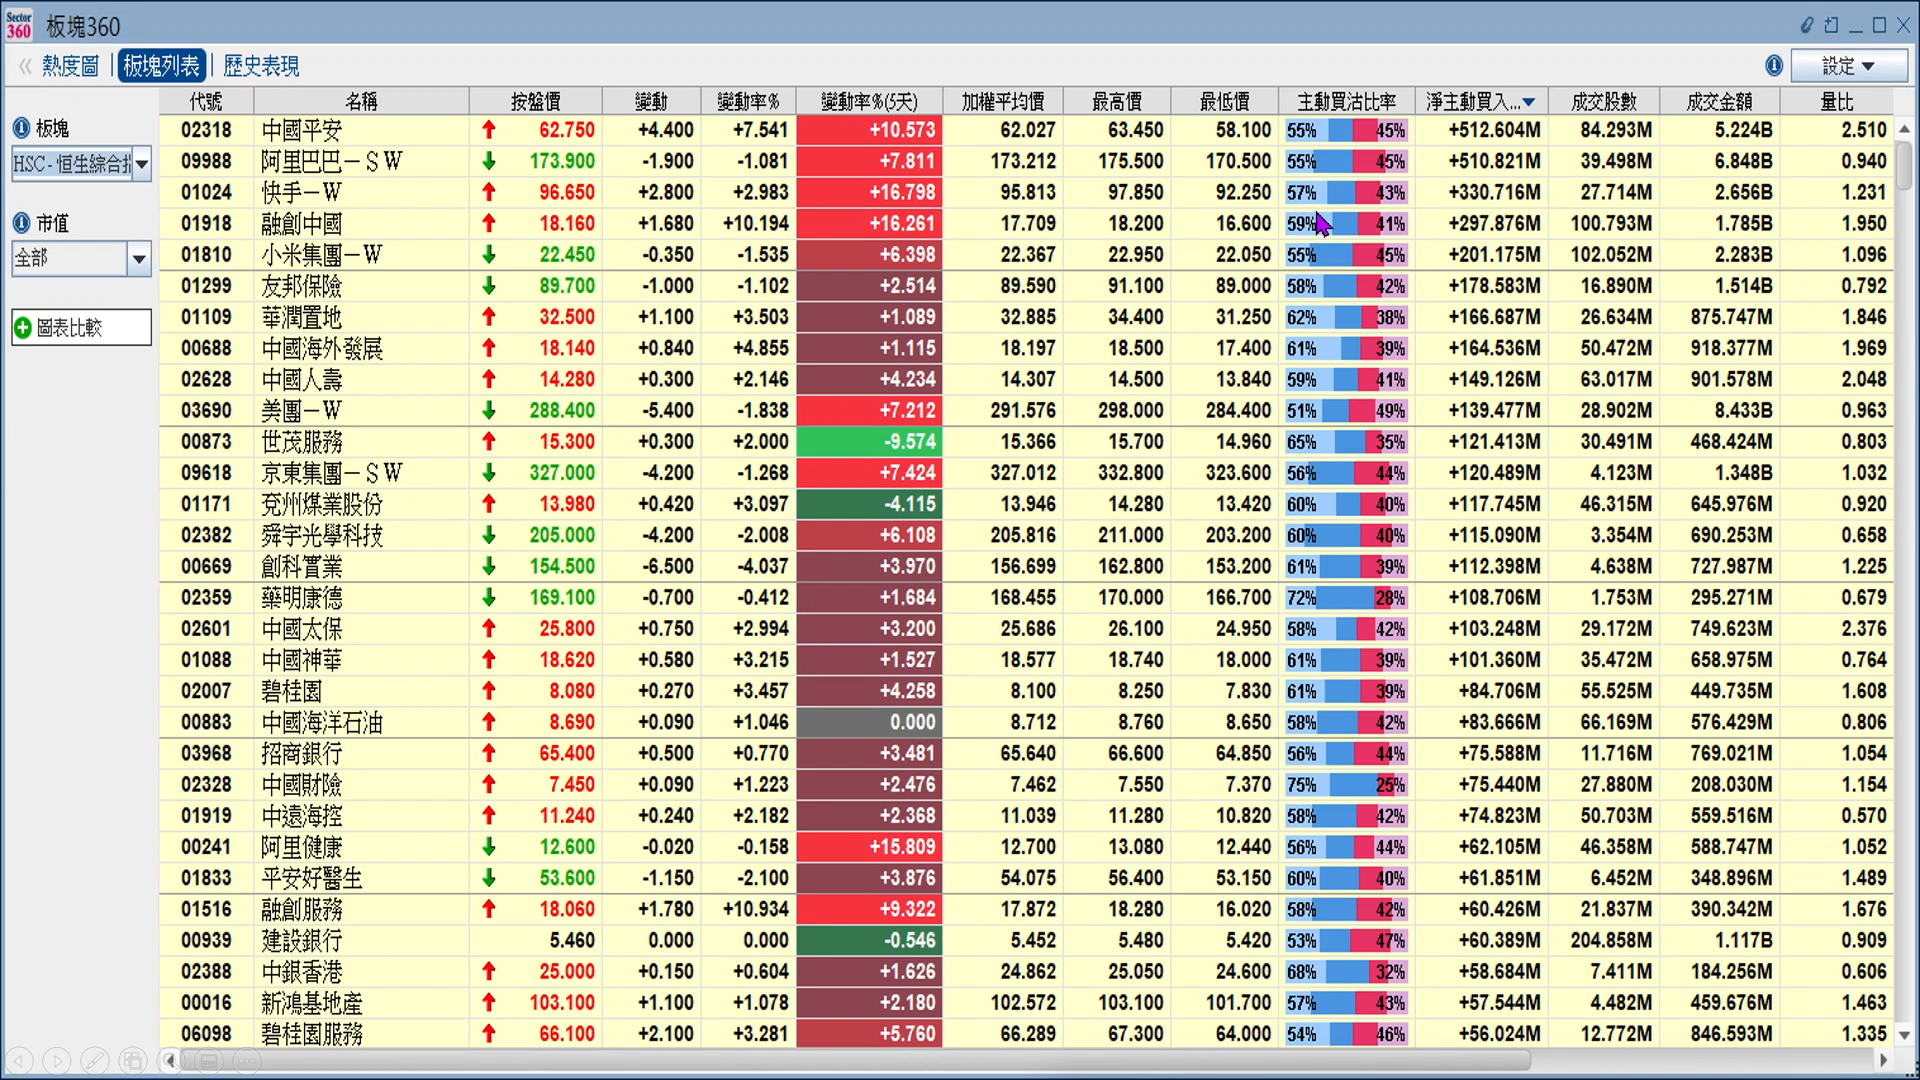 Sector 360 板塊360
熱度圖 板塊列表 歷史表現 設定
板塊
HSC - 恒生綜合指
市值
全部
圖表比較
代號 名稱 按盤價 變動 變動率% 變動率%(5天) 加權平均價 最高價 最低價 主動買沽比率 淨主動買入... 成交股數 成交金額 量比
02318 中國平安 62.750 +4.400 +7.541 +10.573 62.027 63.450 58.100 55% 45% +512.604M 84.293M 5.224B 2.510
09988 阿里巴巴－ＳＷ 173.900 -1.900 -1.081 +7.811 173.212 175.500 170.500 55% 45% +510.821M 39.498M 6.848B 0.940
01024 快手－W 96.650 +2.800 +2.983 +16.798 95.813 97.850 92.250 57% 43% +330.716M 27.714M 2.656B 1.231
01918 融創中國 18.160 +1.680 +10.194 +16.261 17.709 18.200 16.600 59% 41% +297.876M 100.793M 1.785B 1.950
01810 小米集團－W 22.450 -0.350 -1.535 +6.398 22.367 22.950 22.050 55% 45% +201.175M 102.052M 2.283B 1.096
01299 友邦保險 89.700 -1.000 -1.102 +2.514 89.590 91.100 89.000 58% 42% +178.583M 16.890M 1.514B 0.792
01109 華潤置地 32.500 +1.100 +3.503 +1.089 32.885 34.400 31.250 62% 38% +166.687M 26.634M 875.747M 1.846
00688 中國海外發展 18.140 +0.840 +4.855 +1.115 18.197 18.500 17.400 61% 39% +164.536M 50.472M 918.377M 1.969
02628 中國人壽 14.280 +0.300 +2.146 +4.234 14.307 14.500 13.840 59% 41% +149.126M 63.017M 901.578M 2.048
03690 美團－W 288.400 -5.400 -1.838 +7.212 291.576 298.000 284.400 51% 49% +139.477M 28.902M 8.433B 0.963
00873 世茂服務 15.300 +0.300 +2.000 -9.574 15.366 15.700 14.960 65% 35% +121.413M 30.491M 468.424M 0.803
09618 京東集團－ＳＷ 327.000 -4.200 -1.268 +7.424 327.012 332.800 323.600 56% 44% +120.489M 4.123M 1.348B 1.032
01171 兗州煤業股份 13.980 +0.420 +3.097 -4.115 13.946 14.280 13.420 60% 40% +117.745M 46.315M 645.976M 0.920
02382 舜宇光學科技 205.000 -4.200 -2.008 +6.108 205.816 211.000 203.200 60% 40% +115.090M 3.354M 690.253M 0.658
00669 創科實業 154.500 -6.500 -4.037 +3.970 156.699 162.800 153.200 61% 39% +112.398M 4.638M 727.987M 1.225
02359 藥明康德 169.100 -0.700 -0.412 +1.684 168.455 170.000 166.700 72% 28% +108.706M 1.753M 295.271M 0.679
02601 中國太保 25.800 +0.750 +2.994 +3.200 25.686 26.100 24.950 58% 42% +103.248M 29.172M 749.623M 2.376
01088 中國神華 18.620 +0.580 +3.215 +1.527 18.577 18.740 18.000 61% 39% +101.360M 35.472M 658.975M 0.764
02007 碧桂園 8.080 +0.270 +3.457 +4.258 8.100 8.250 7.830 61% 39% +84.706M 55.525M 449.735M 1.608
00883 中國海洋石油 8.690 +0.090 +1.046 0.000 8.712 8.760 8.650 58% 42% +83.666M 66.169M 576.429M 0.806
03968 招商銀行 65.400 +0.500 +0.770 +3.481 65.640 66.600 64.850 56% 44% +75.588M 11.716M 769.021M 1.054
02328 中國財險 7.450 +0.090 +1.223 +2.476 7.462 7.550 7.370 75% 25% +75.440M 27.880M 208.030M 1.154
01919 中遠海控 11.240 +0.240 +2.182 +2.368 11.039 11.280 10.820 58% 42% +74.823M 50.703M 559.516M 0.570
00241 阿里健康 12.600 -0.020 -0.158 +15.809 12.700 13.080 12.440 56% 44% +62.105M 46.358M 588.747M 1.052
01833 平安好醫生 53.600 -1.150 -2.100 +3.876 54.075 56.400 53.150 60% 40% +61.851M 6.452M 348.896M 1.489
01516 融創服務 18.060 +1.780 +10.934 +9.322 17.872 18.280 16.020 58% 42% +60.426M 21.837M 390.342M 1.676
00939 建設銀行 5.460 0.000 0.000 -0.546 5.452 5.480 5.420 53% 47% +60.389M 204.858M 1.117B 0.909
02388 中銀香港 25.000 +0.150 +0.604 +1.626 24.862 25.050 24.600 68% 32% +58.684M 7.411M 184.256M 0.606
00016 新鴻基地產 103.100 +1.100 +1.078 +2.180 102.572 103.100 101.700 57% 43% +57.544M 4.482M 459.676M 1.463
06098 碧桂園服務 66.100 +2.100 +3.281 +5.760 66.289 67.300 64.000 54% 46% +56.024M 12.772M 846.593M 1.335